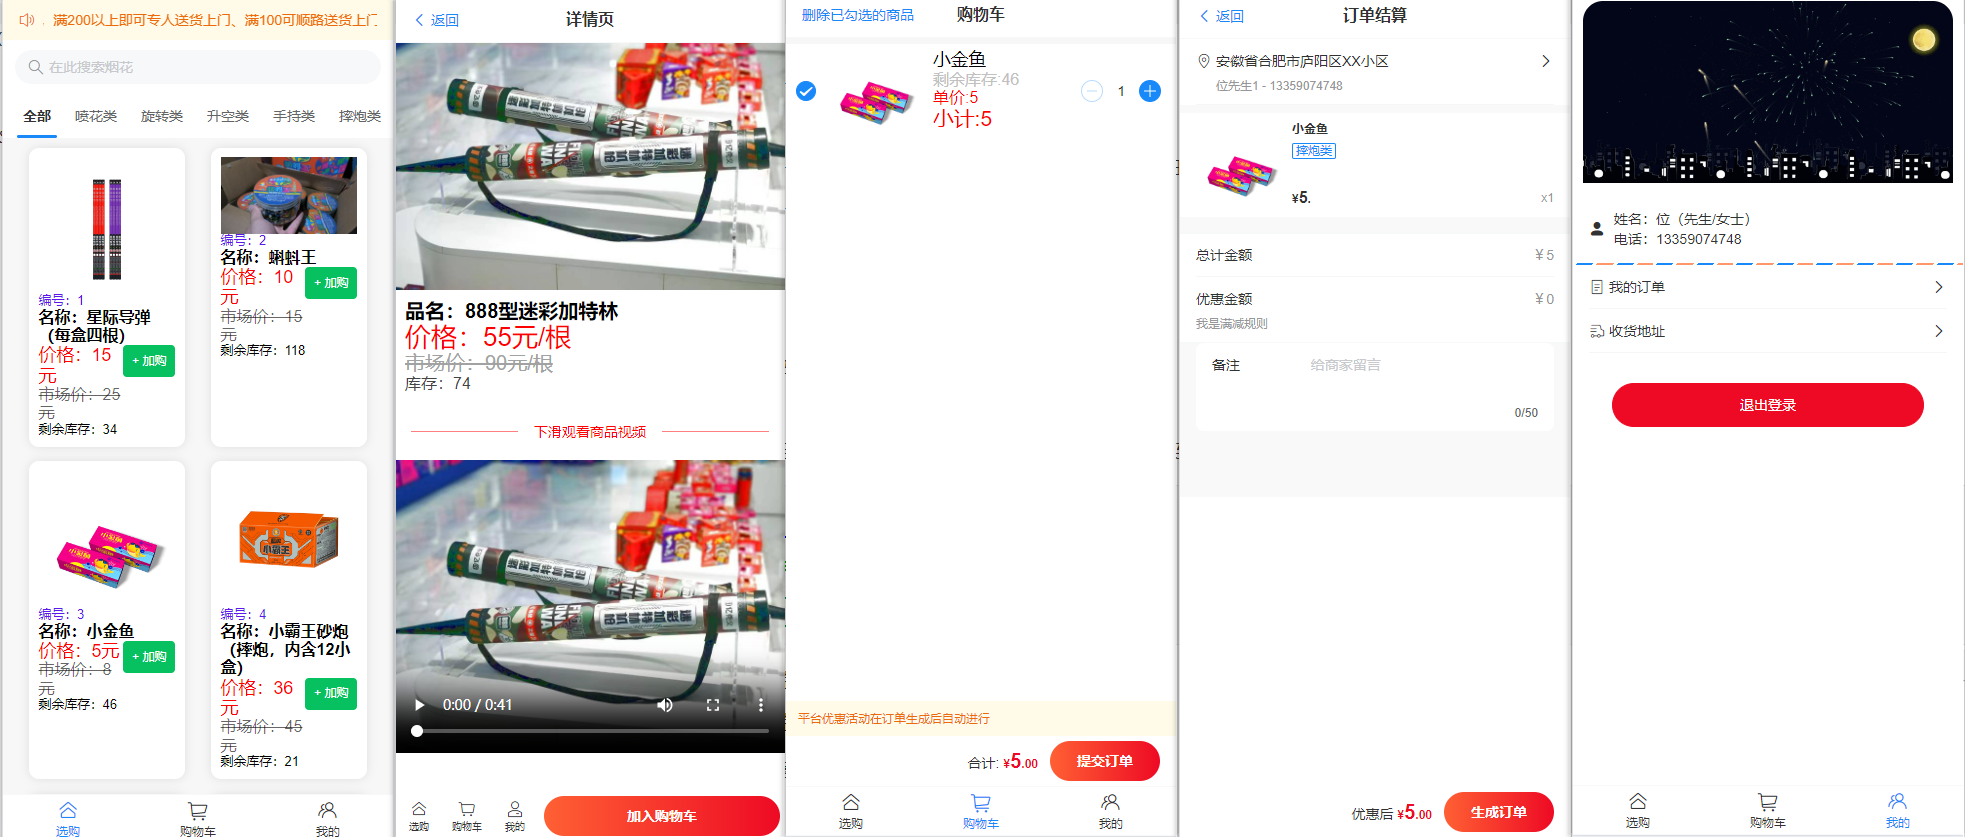 满200以上即可专人送货上门、满100可顺路送货上门
在此搜索烟花
全部 喷花类 旋转类 升空类 手持类 摔炮类
编号：1
名称：星际导弹
（每盒四根）
价格：15
元
+ 加购
市场价：25
元
剩余库存：34
编号：2
名称：蝌蚪王
价格：10
元
+ 加购
市场价：15
元
剩余库存：118
小金鱼
编号：3
名称：小金鱼
价格：5元
+ 加购
市场价：8
元
剩余库存：46
小霸王
编号：4
名称：小霸王砂炮
（摔炮，内含12小
盒）
价格：36
元
+ 加购
市场价：45
元
剩余库存：21
选购 购物车 我的
返回 详情页
品名：888型迷彩加特林
价格：55元/根
市场价：90元/根
库存：74
下滑观看商品视频
0:00 / 0:41
选购 购物车 我的 加入购物车
删除已勾选的商品 购物车
小金鱼
剩余库存:46
单价:5
小计:5
1
平台优惠活动在订单生成后自动进行
合计: ¥5.00 提交订单
选购 购物车 我的
返回 订单结算
安徽省合肥市庐阳区XX小区
位先生1 - 13359074748
小金鱼
摔炮类
¥5. x1
总计金额 ¥ 5
优惠金额 ¥ 0
我是满减规则
备注 给商家留言
0/50
优惠后 ¥5.00 生成订单
姓名：位（先生/女士）
电话：13359074748
我的订单
收货地址
退出登录
选购 购物车 我的